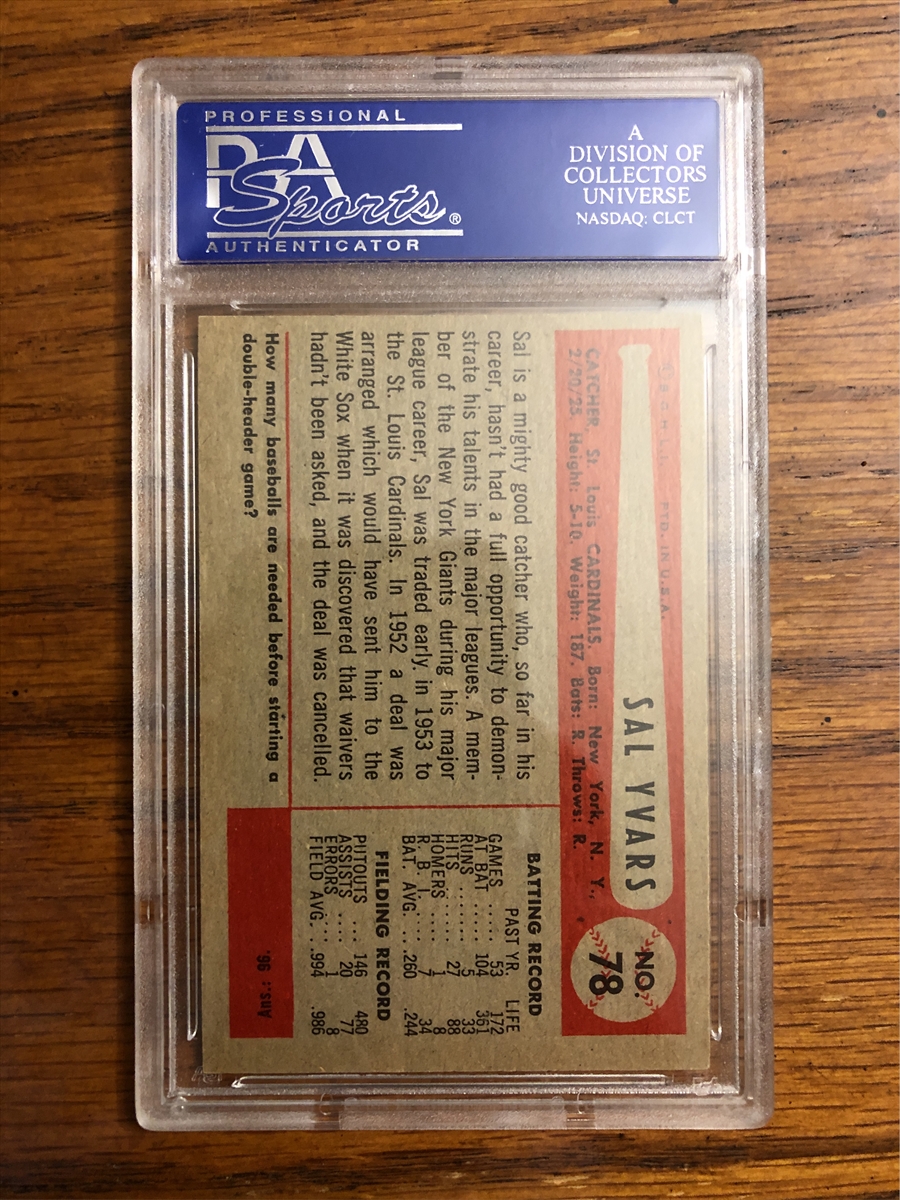 PROFESSIONAL
PSA
Sports®
AUTHENTICATOR
A
DIVISION OF
COLLECTORS
UNIVERSE
NASDAQ: CLCT
PTD. IN U.S.A.
SAL YVARS
NO.
78
CATCHER, St. Louis CARDINALS. Born: New York, N. Y.,
2/20/25. Height: 5-10. Weight: 187. Bats: R. Throws: R.
Sal is a mighty good catcher who, so far in his
career, hasn't had a full opportunity to demon-
strate his talents in the major leagues. A mem-
ber of the New York Giants during his major
league career, Sal was traded early in 1953 to
the St. Louis Cardinals. In 1952 a deal was
arranged which would have sent him to the
White Sox when it was discovered that waivers
hadn't been asked, and the deal was cancelled.
BATTING RECORD
PAST YR. LIFE
GAMES ..... 53 172
AT BAT .... 104 361
RUNS ...... 5 33
HITS ...... 27 88
HOMERS .... 1 8
R. B. I. .... 7 34
BAT. AVG. ... .260 .244
FIELDING RECORD
PUTOUTS ... 146 480
ASSISTS .... 20 77
ERRORS .... 1 8
FIELD AVG. . .994 .986
How many baseballs are needed before starting a
double-header game?
Ans.: 96.